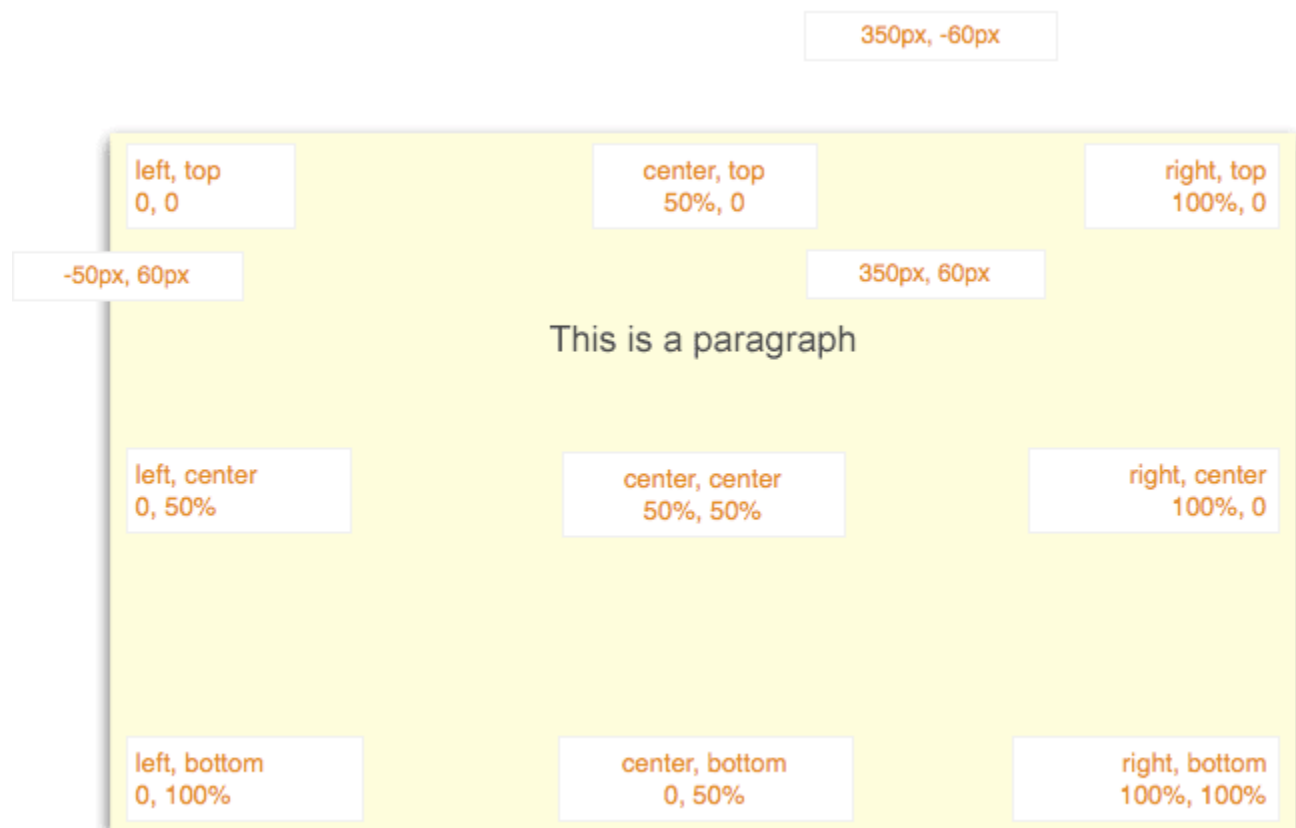 350px, -60px
left, top
0, 0
center, top
50%, 0
right, top
100%, 0
-50px, 60px
350px, 60px
This is a paragraph
left, center
0, 50%
center, center
50%, 50%
right, center
100%, 0
left, bottom
0, 100%
center, bottom
0, 50%
right, bottom
100%, 100%